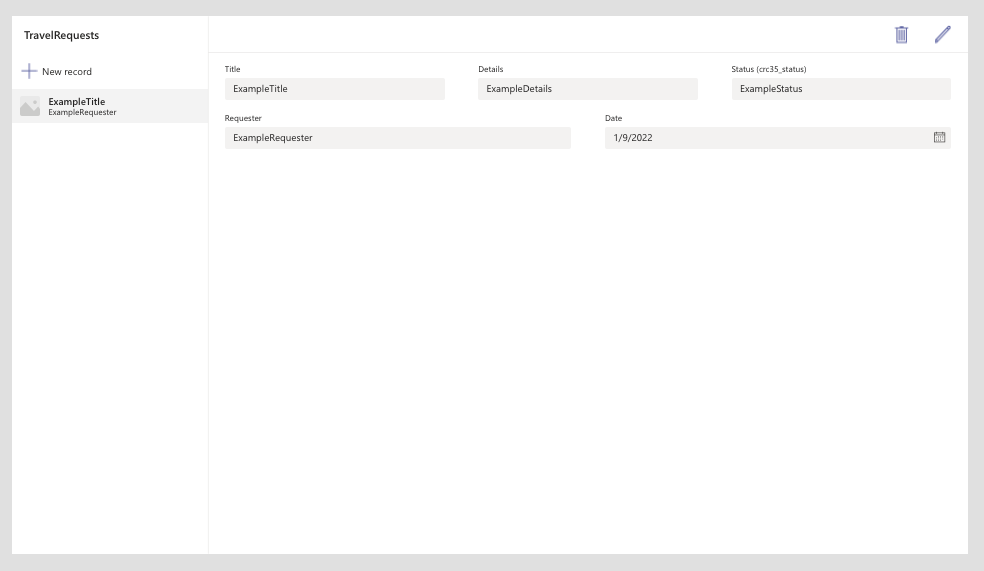 TravelRequests
New record
ExampleTitle
ExampleRequester
Title
Details
Status (crc35_status)
ExampleTitle
ExampleDetails
ExampleStatus
Requester
Date
ExampleRequester
1/9/2022